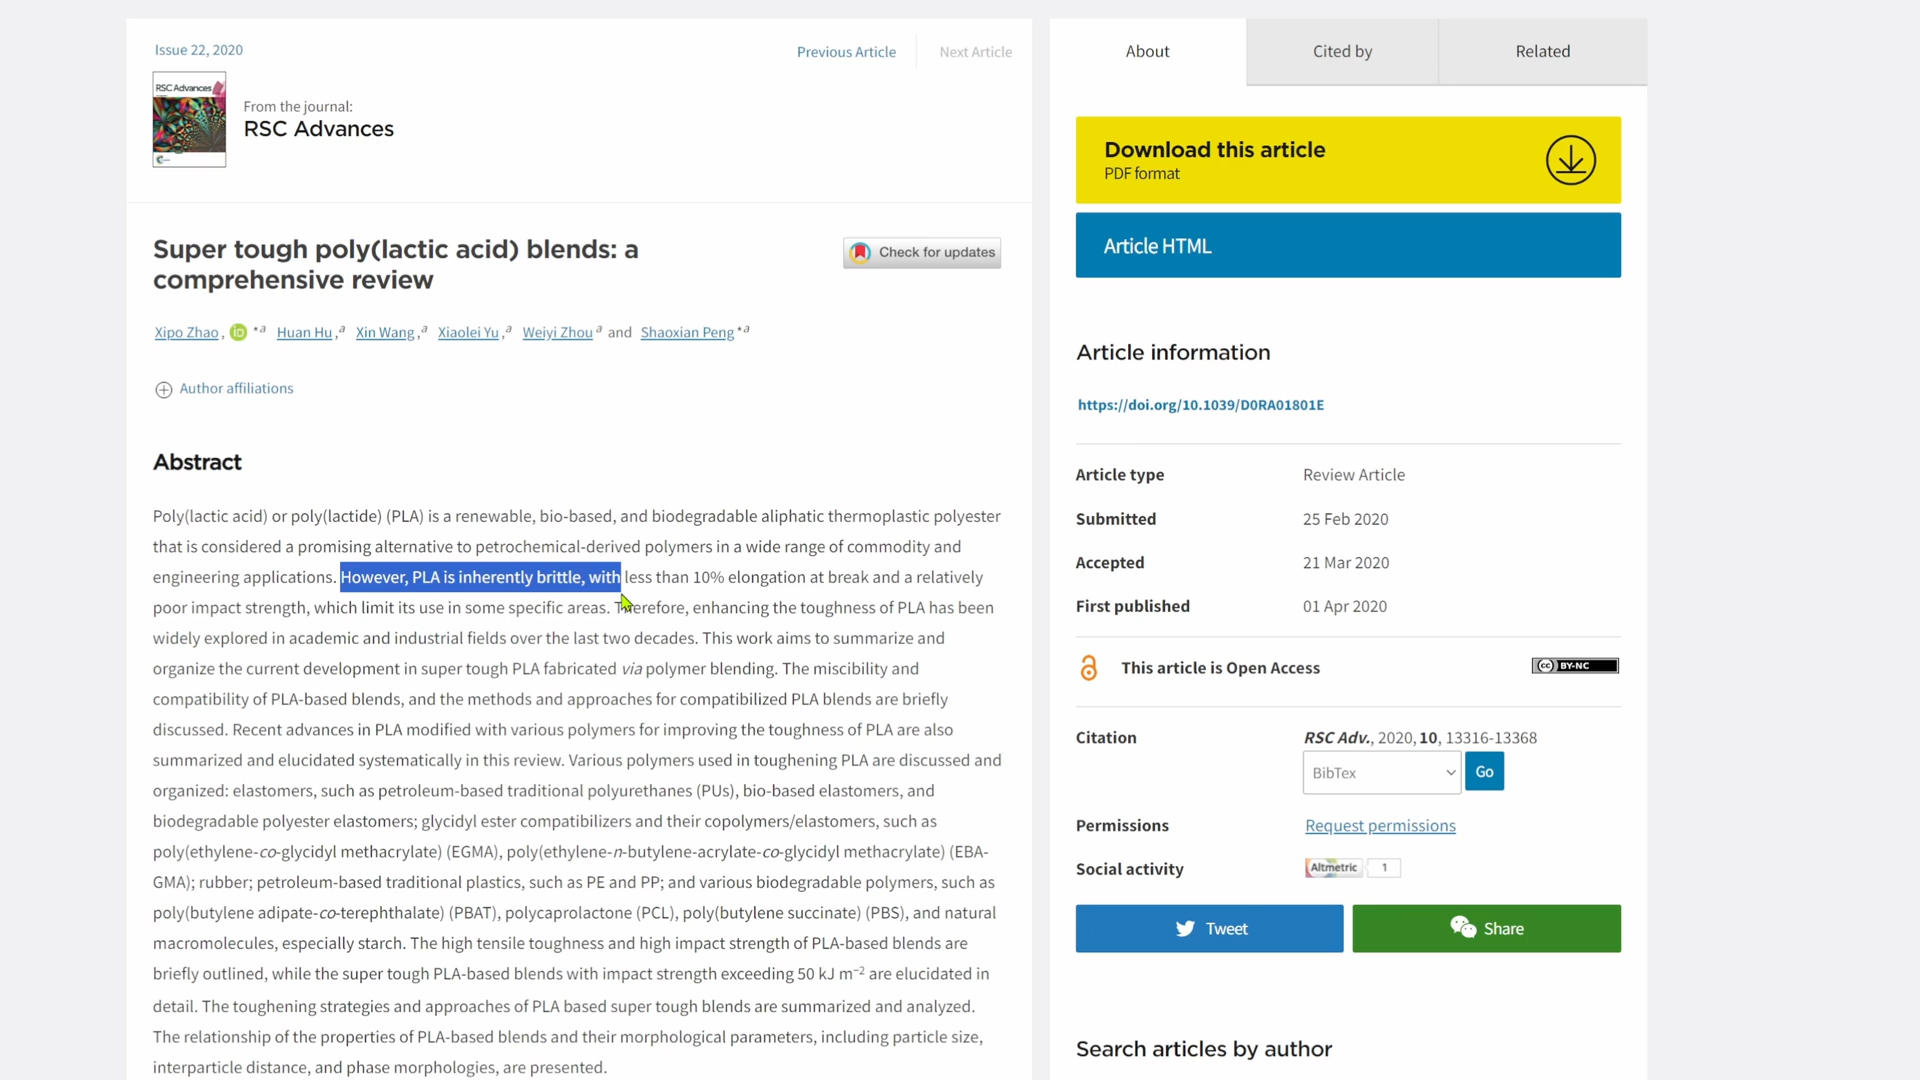 Issue 22, 2020
Previous Article
Next Article
RSC Advances
From the journal:
RSC Advances
Super tough poly(lactic acid) blends: a
comprehensive review
Check for updates
Xipo Zhao, iD *a Huan Hu,a Xin Wang,a Xiaolei Yu,a Weiyi Zhou a and Shaoxian Peng *a
Author affiliations
Abstract
Poly(lactic acid) or poly(lactide) (PLA) is a renewable, bio-based, and biodegradable aliphatic thermoplastic polyester
that is considered a promising alternative to petrochemical-derived polymers in a wide range of commodity and
engineering applications. However, PLA is inherently brittle, with less than 10% elongation at break and a relatively
poor impact strength, which limit its use in some specific areas. Therefore, enhancing the toughness of PLA has been
widely explored in academic and industrial fields over the last two decades. This work aims to summarize and
organize the current development in super tough PLA fabricated via polymer blending. The miscibility and
compatibility of PLA-based blends, and the methods and approaches for compatibilized PLA blends are briefly
discussed. Recent advances in PLA modified with various polymers for improving the toughness of PLA are also
summarized and elucidated systematically in this review. Various polymers used in toughening PLA are discussed and
organized: elastomers, such as petroleum-based traditional polyurethanes (PUs), bio-based elastomers, and
biodegradable polyester elastomers; glycidyl ester compatibilizers and their copolymers/elastomers, such as
poly(ethylene-co-glycidyl methacrylate) (EGMA), poly(ethylene-n-butylene-acrylate-co-glycidyl methacrylate) (EBA-
GMA); rubber; petroleum-based traditional plastics, such as PE and PP; and various biodegradable polymers, such as
poly(butylene adipate-co-terephthalate) (PBAT), polycaprolactone (PCL), poly(butylene succinate) (PBS), and natural
macromolecules, especially starch. The high tensile toughness and high impact strength of PLA-based blends are
briefly outlined, while the super tough PLA-based blends with impact strength exceeding 50 kJ m⁻² are elucidated in
detail. The toughening strategies and approaches of PLA based super tough blends are summarized and analyzed.
The relationship of the properties of PLA-based blends and their morphological parameters, including particle size,
interparticle distance, and phase morphologies, are presented.
About
Cited by
Related
Download this article
PDF format
Article HTML
Article information
https://doi.org/10.1039/D0RA01801E
Article type Review Article
Submitted 25 Feb 2020
Accepted 21 Mar 2020
First published 01 Apr 2020
This article is Open Access
cc BY-NC
Citation RSC Adv., 2020, 10, 13316-13368
BibTex
Go
Permissions Request permissions
Social activity Altmetric 1
Tweet
Share
Search articles by author